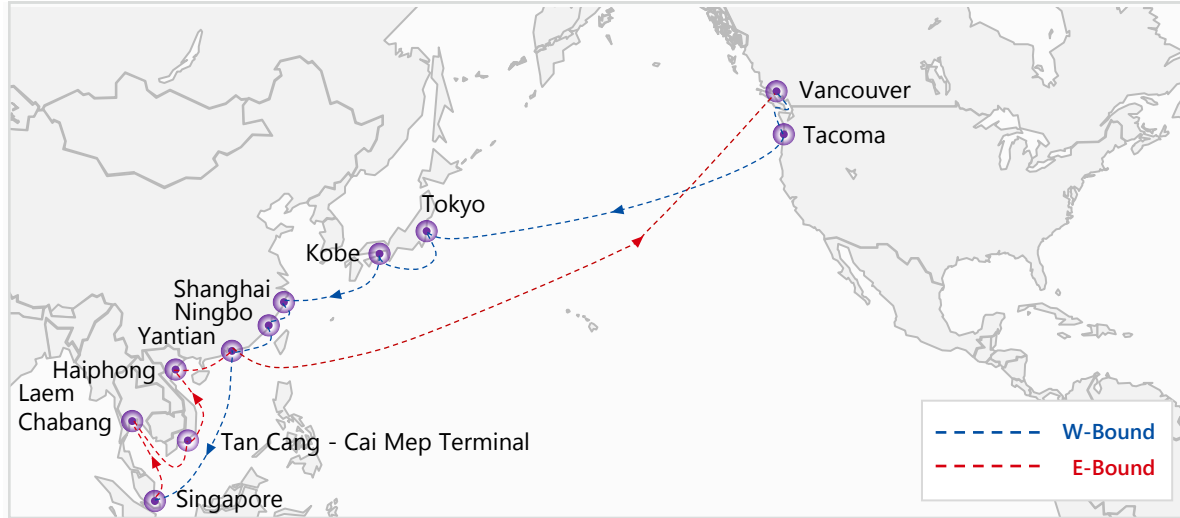 Vancouver
Tacoma
Tokyo
Kobe
Shanghai
Ningbo
Yantian
Haiphong
Laem
Chabang
Tan Cang - Cai Mep Terminal
Singapore
W-Bound
E-Bound